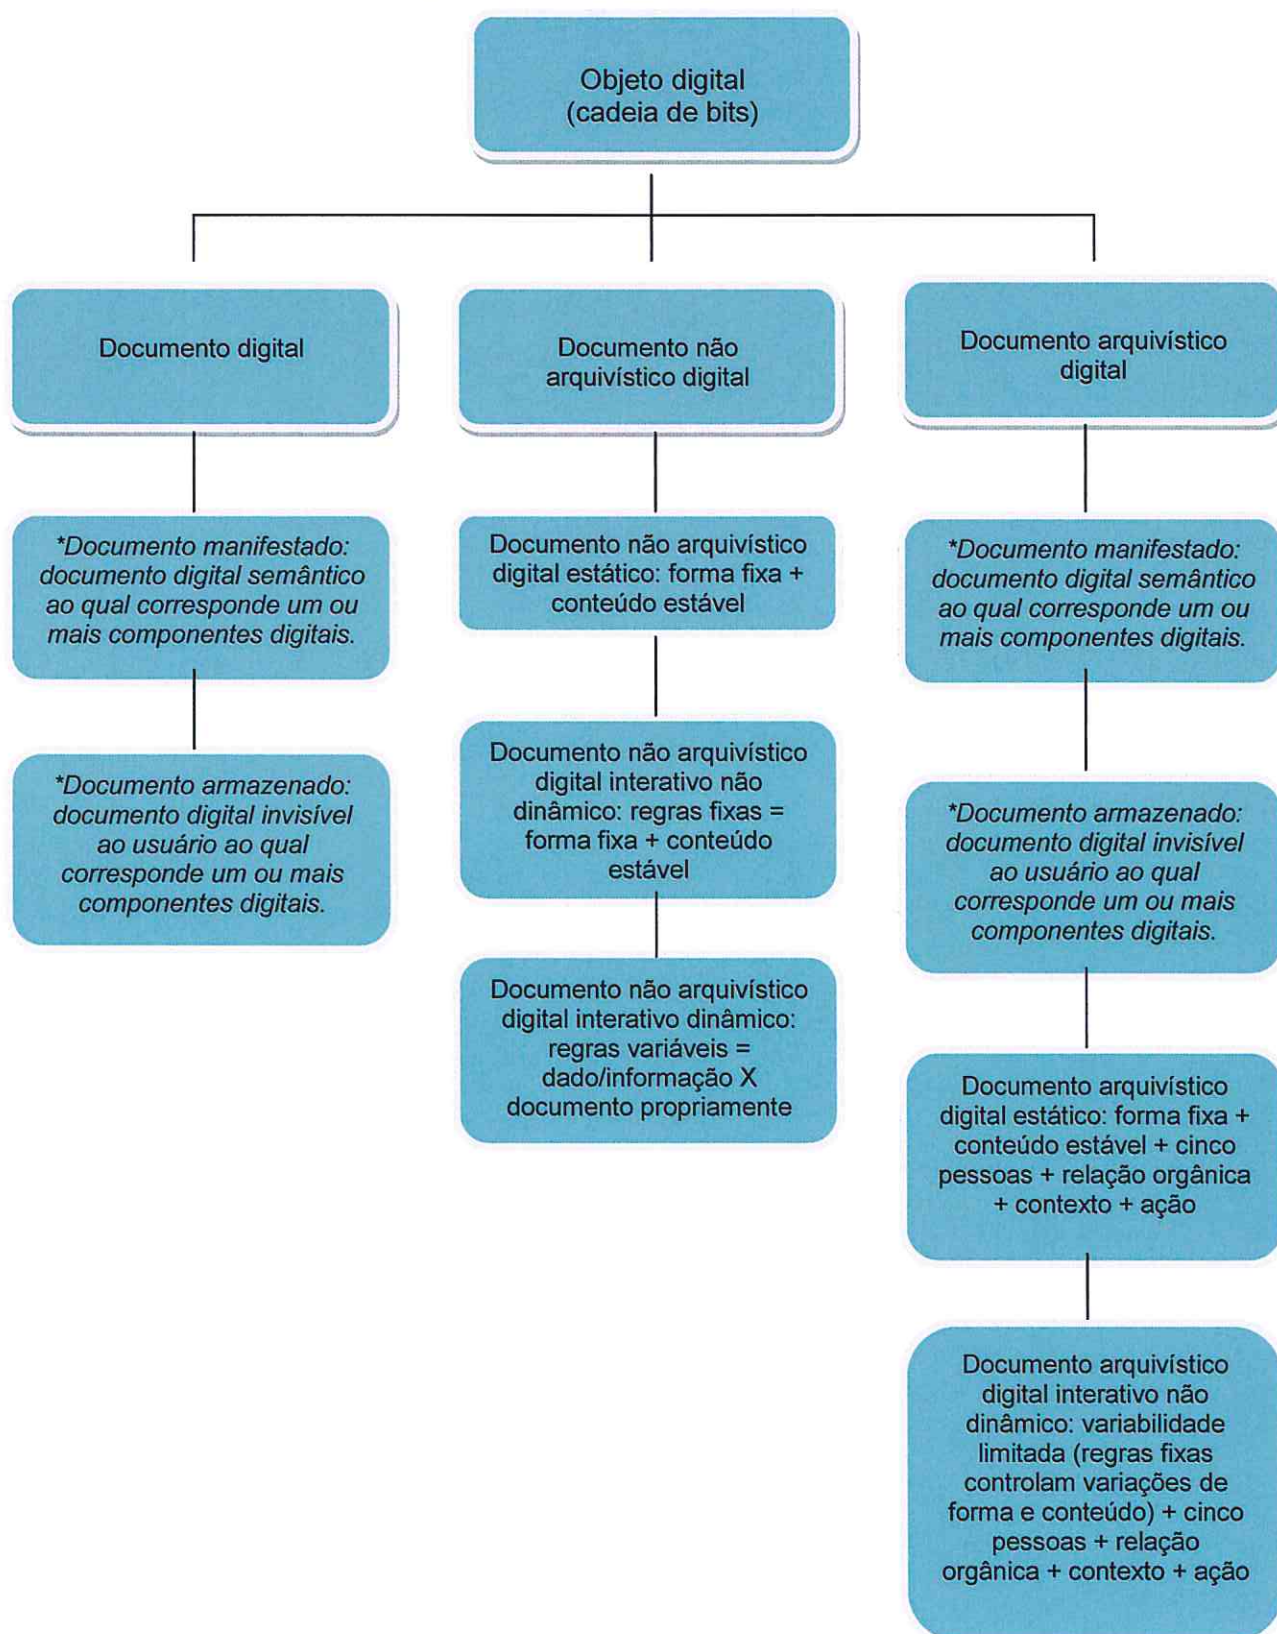 Objeto digital
(cadeia de bits)
Documento digital
*Documento manifestado:
documento digital semântico
ao qual corresponde um ou
mais componentes digitais.
*Documento armazenado:
documento digital invisível
ao usuário ao qual
corresponde um ou mais
componentes digitais.
Documento não
arquivístico digital
Documento não arquivístico
digital estático: forma fixa +
conteúdo estável
Documento não arquivístico
digital interativo não
dinâmico: regras fixas =
forma fixa + conteúdo
estável
Documento não arquivístico
digital interativo dinâmico:
regras variáveis =
dado/informação X
documento propriamente
Documento arquivístico
digital
*Documento manifestado:
documento digital semântico
ao qual corresponde um ou
mais componentes digitais.
*Documento armazenado:
documento digital invisível
ao usuário ao qual
corresponde um ou mais
componentes digitais.
Documento arquivístico
digital estático: forma fixa +
conteúdo estável + cinco
pessoas + relação orgânica
+ contexto + ação
Documento arquivístico
digital interativo não
dinâmico: variabilidade
limitada (regras fixas
controlam variações de
forma e conteúdo) + cinco
pessoas + relação
orgânica + contexto + ação